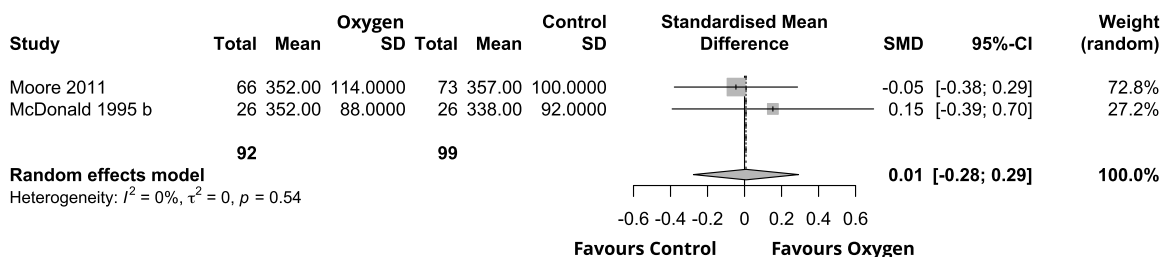 Oxygen Control Standardised Mean Weight
Study Total Mean SD Total Mean SD Difference SMD 95%-CI (random)
Moore 2011 66 352.00 114.0000 73 357.00 100.0000 -0.05 [-0.38; 0.29] 72.8%
McDonald 1995 b 26 352.00 88.0000 26 338.00 92.0000 0.15 [-0.39; 0.70] 27.2%
92 99
Random effects model 0.01 [-0.28; 0.29] 100.0%
Heterogeneity: I² = 0%, τ² = 0, p = 0.54
-0.6 -0.4 -0.2 0 0.2 0.4 0.6
Favours Control Favours Oxygen